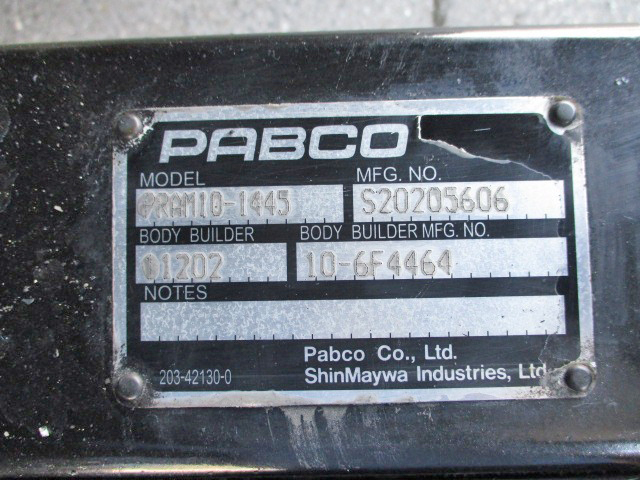 PABCO
MODEL MFG. NO.
PRAM10-1445 S20205606
BODY BUILDER BODY BUILDER MFG. NO.
01202 10-6F4464
NOTES
Pabco Co., Ltd.
203-42130-0 ShinMaywa Industries, Ltd.